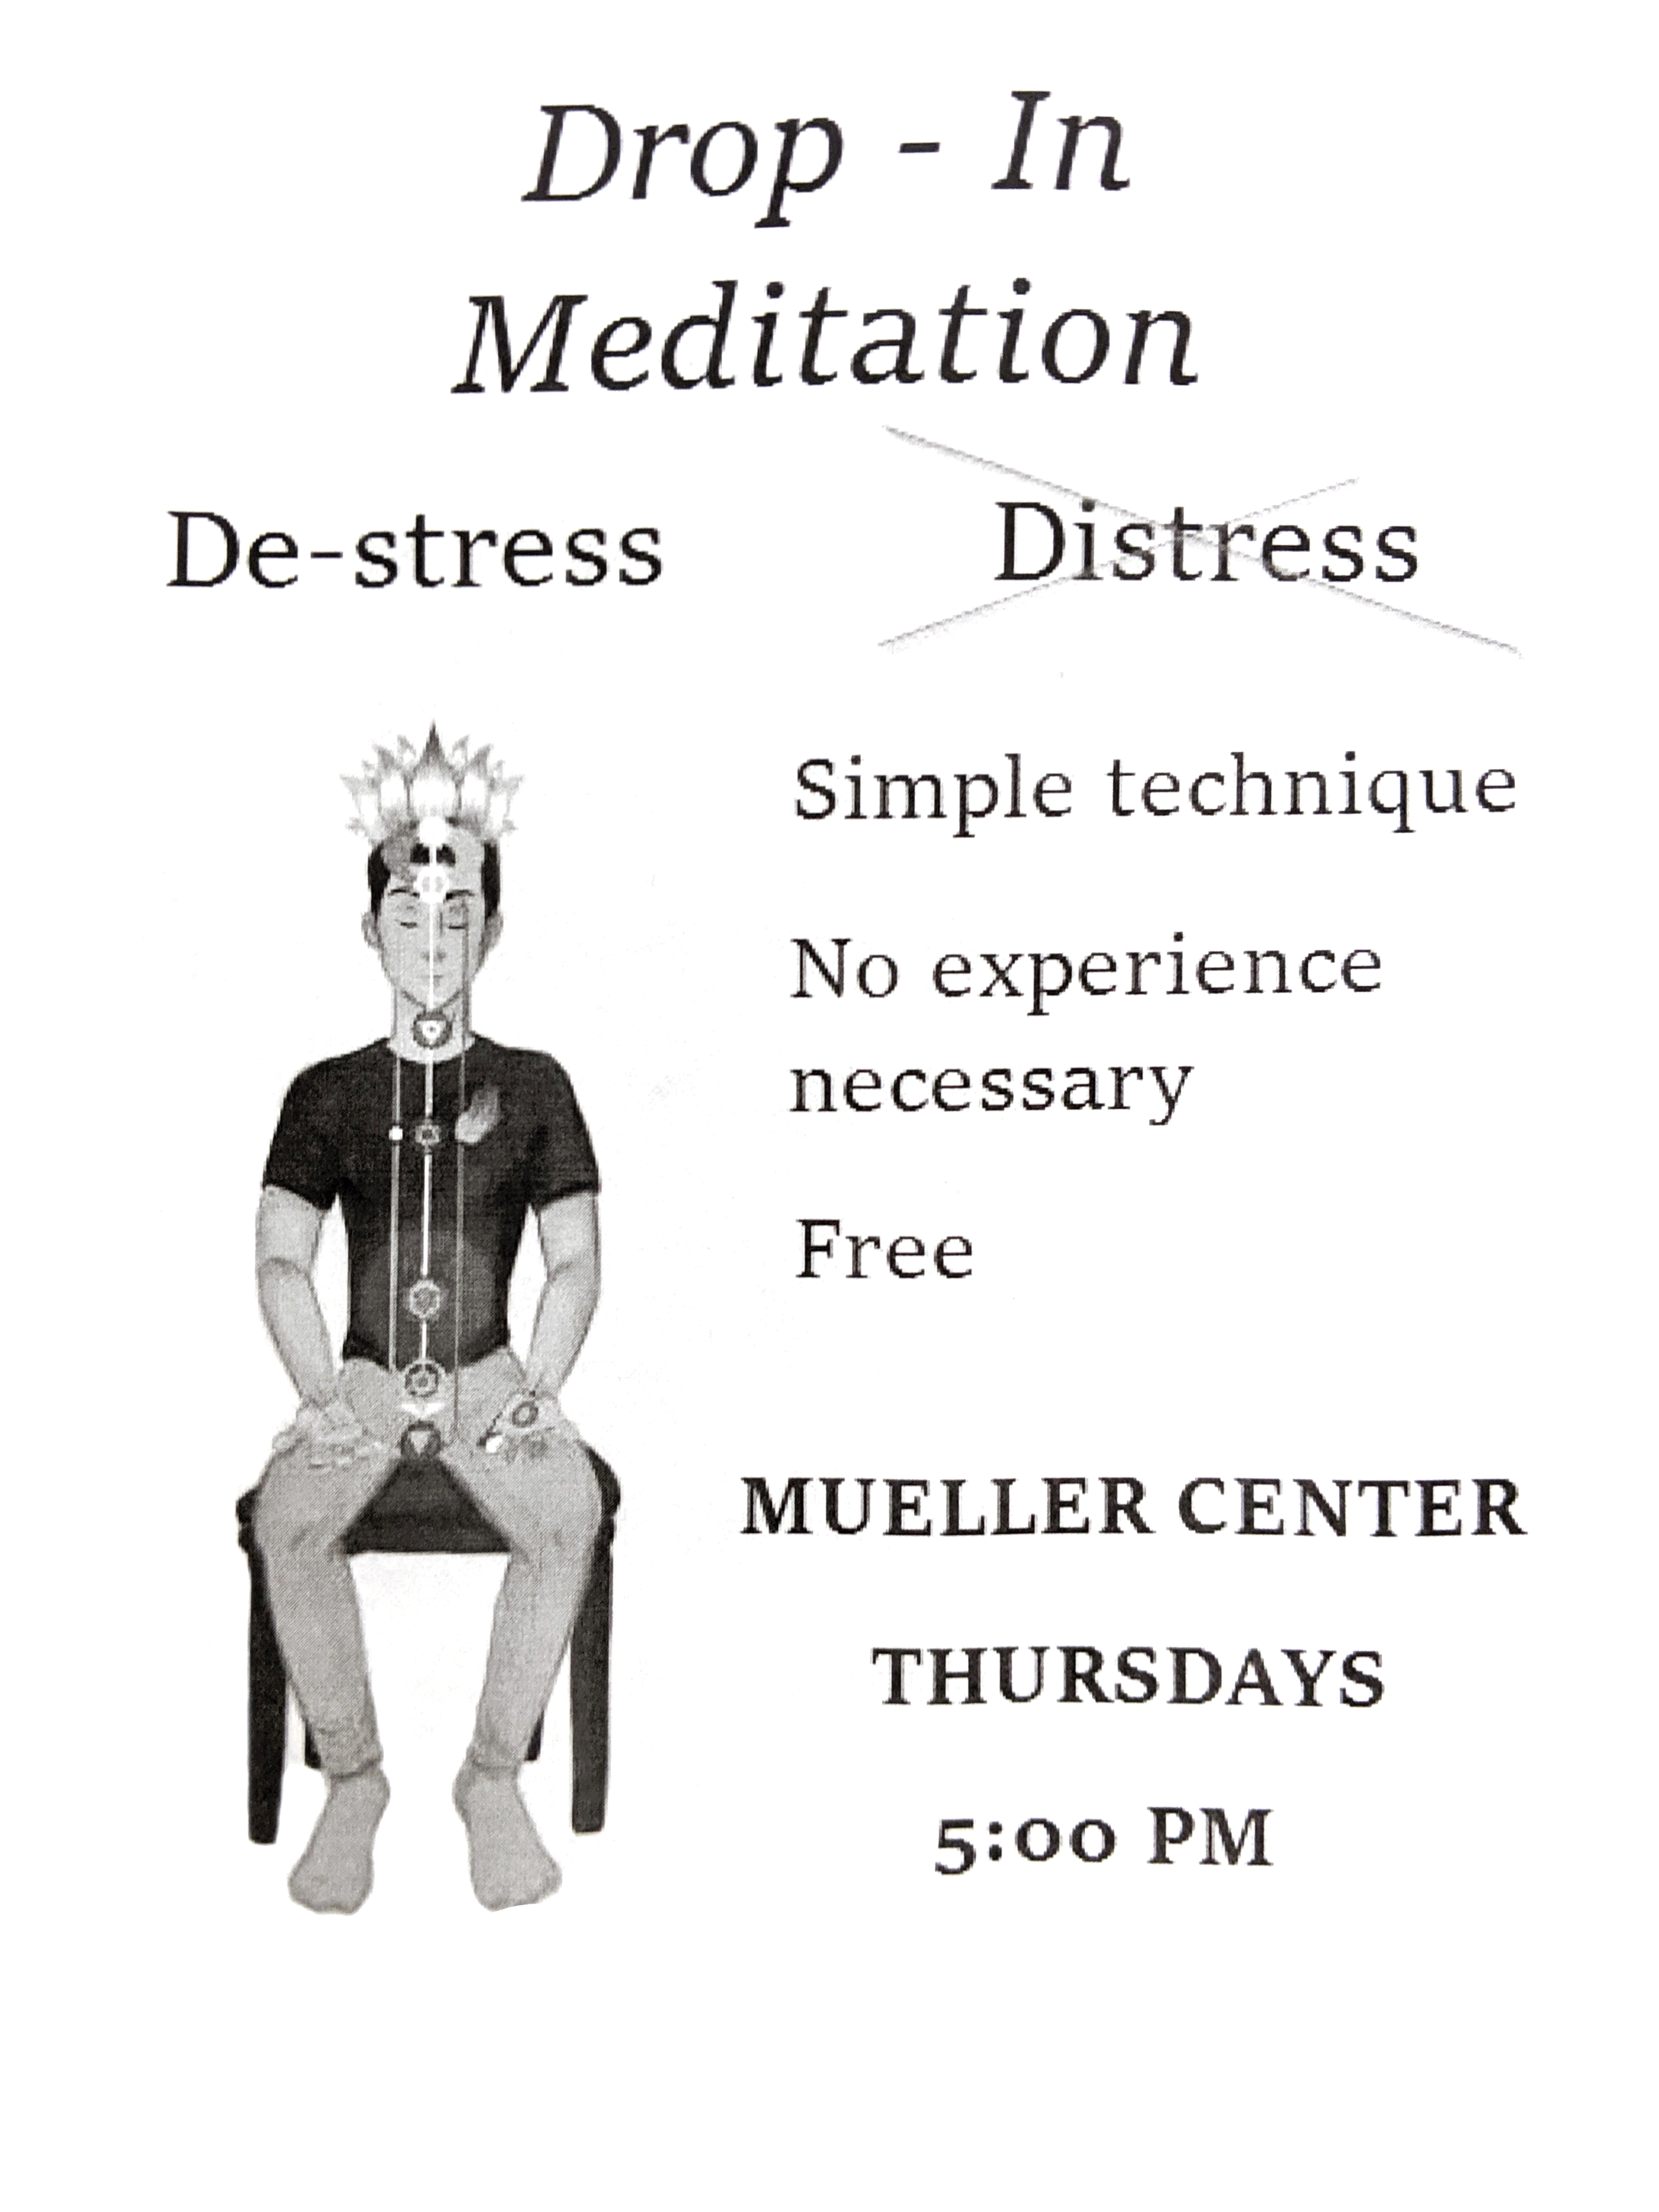 Drop - In
Meditation
De-stress Distress
Simple technique
No experience
necessary
Free
MUELLER CENTER
THURSDAYS
5:00 PM